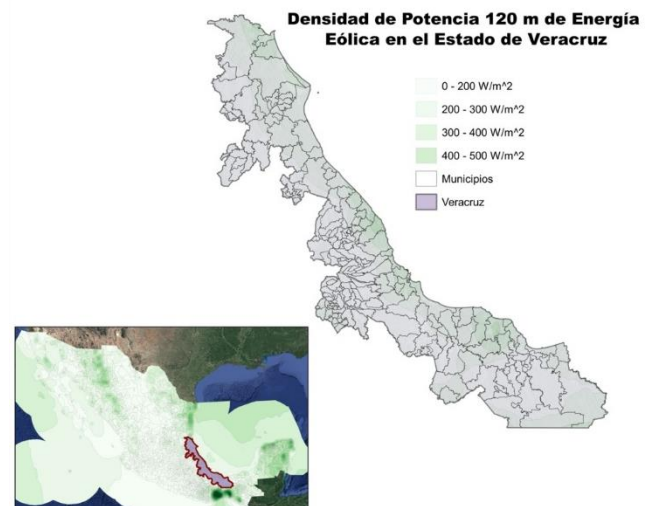 Densidad de Potencia 120 m de Energía
Eólica en el Estado de Veracruz
0 - 200 W/m^2
200 - 300 W/m^2
300 - 400 W/m^2
400 - 500 W/m^2
Municipios
Veracruz